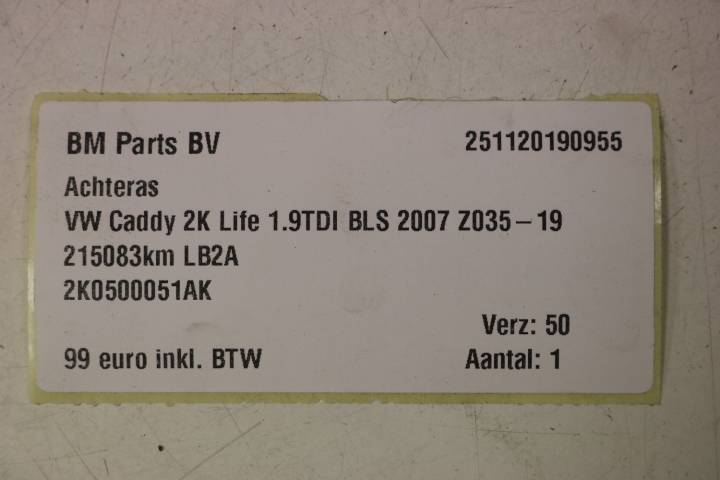 BM Parts BV 251120190955
Achteras
VW Caddy 2K Life 1.9TDI BLS 2007 Z035-19
215083km LB2A
2K0500051AK
Verz: 50
99 euro inkl. BTW Aantal: 1